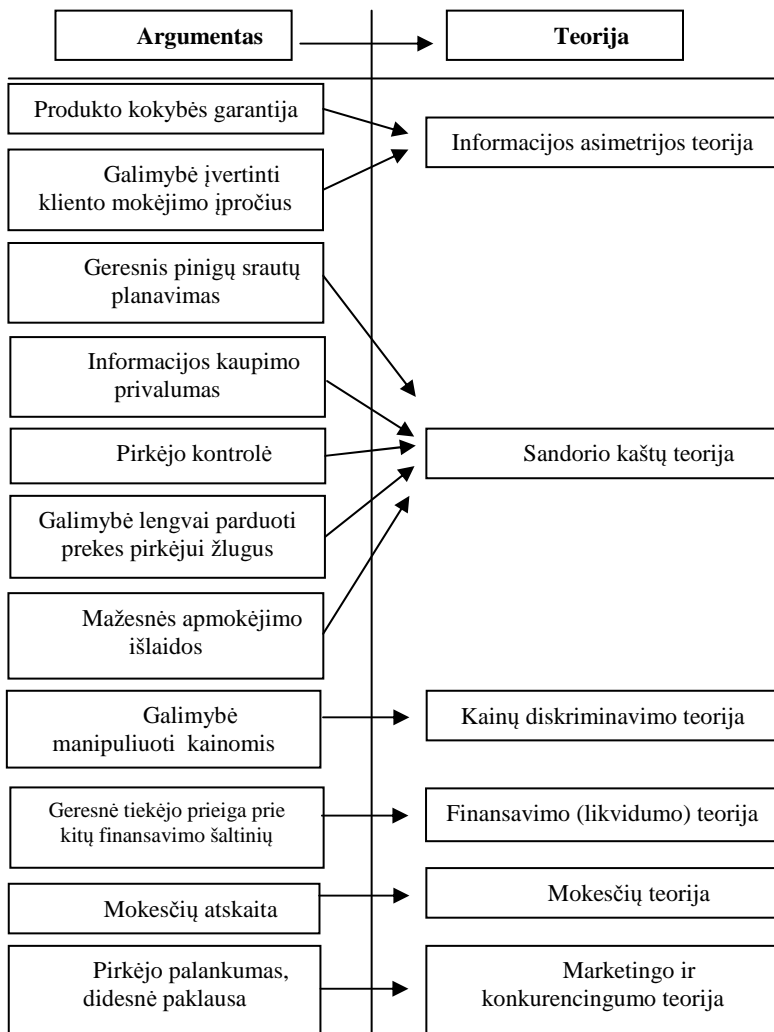 Argumentas
Teorija
Produkto kokybės garantija
Informacijos asimetrijos teorija
Galimybė įvertinti
kliento mokėjimo įpročius
Geresnis pinigų srautų
planavimas
Informacijos kaupimo
privalumas
Pirkėjo kontrolė
Sandorio kaštų teorija
Galimybė lengvai parduoti
prekes pirkėjui žlugus
Mažesnės apmokėjimo
išlaidos
Galimybė
manipuliuoti kainomis
Kainų diskriminavimo teorija
Geresnė tiekėjo prieiga prie
kitų finansavimo šaltinių
Finansavimo (likvidumo) teorija
Mokesčių atskaita
Mokesčių teorija
Pirkėjo palankumas,
didesnė paklausa
Marketingo ir
konkurencingumo teorija